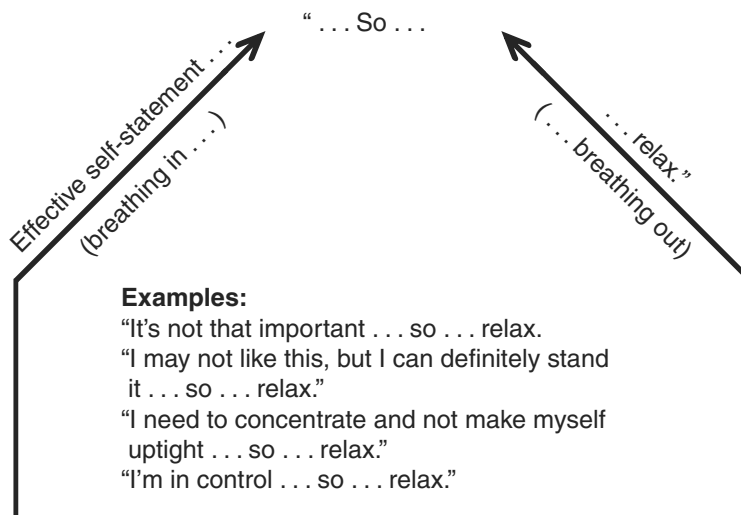 “ . . . So . . .
Effective self-statement . . .
(breathing in . . .)
. . . relax.”
( . . . breathing out)
Examples:
“It’s not that important . . . so . . . relax.
“I may not like this, but I can definitely stand
it . . . so . . . relax.”
“I need to concentrate and not make myself
uptight . . . so . . . relax.”
“I’m in control . . . so . . . relax.”